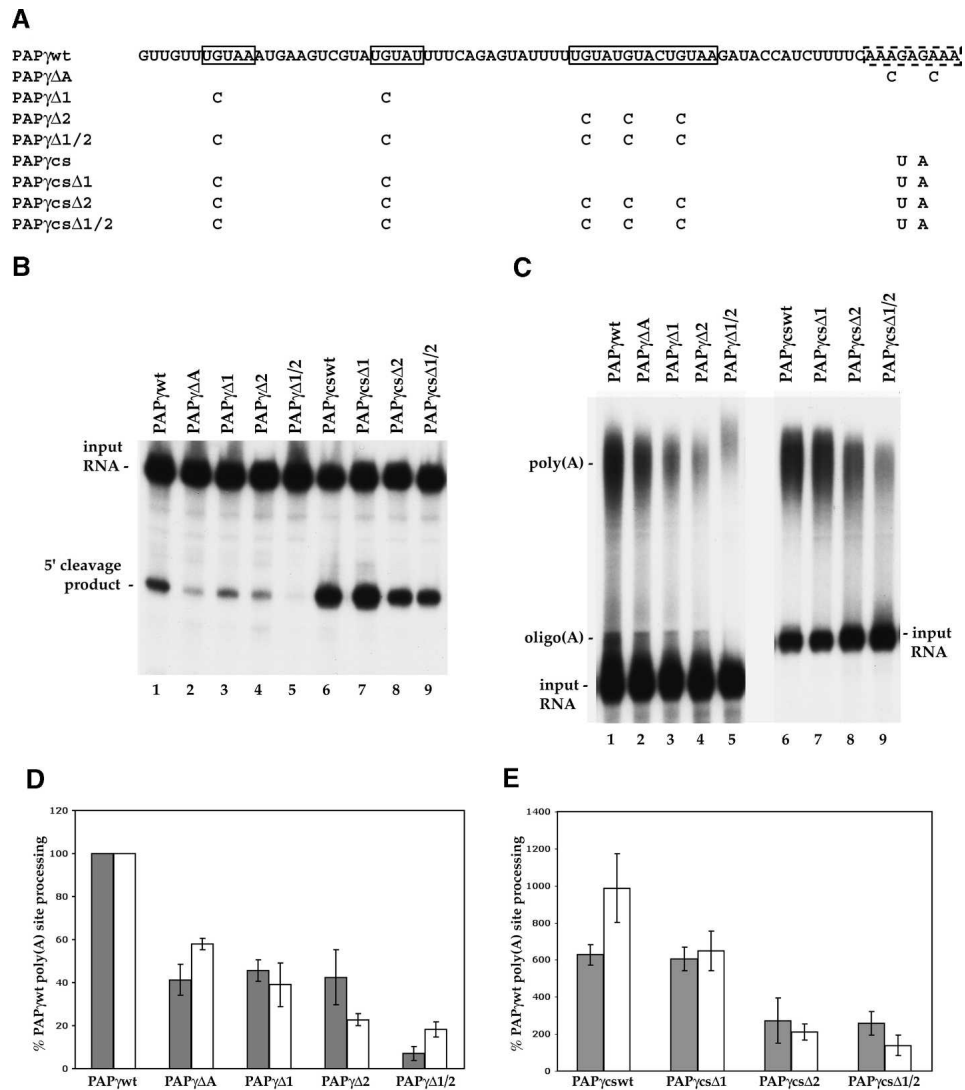 A
PAPγwt GUUGUUUGUAAAUGAAGUCGUAUGUAUUUUCAGAGUAUUUUUGUAUGUACUGUAAGAUACCAUCUUUUCAAAGAGAAA
PAPγΔA C C
PAPγΔ1 C C
PAPγΔ2 C C C
PAPγΔ1/2 C C C C C
PAPγcs U A
PAPγcsΔ1 C C U A
PAPγcsΔ2 C C C U A
PAPγcsΔ1/2 C C C C C U A
B
PAPγwt
PAPγΔA
PAPγΔ1
PAPγΔ2
PAPγΔ1/2
PAPγcswt
PAPγcsΔ1
PAPγcsΔ2
PAPγcsΔ1/2
input
RNA -
5' cleavage
product -
1 2 3 4 5 6 7 8 9
C
PAPγwt
PAPγΔA
PAPγΔ1
PAPγΔ2
PAPγΔ1/2
PAPγcswt
PAPγcsΔ1
PAPγcsΔ2
PAPγcsΔ1/2
poly(A) -
oligo(A) -
input -
RNA
- input
RNA
1 2 3 4 5 6 7 8 9
D
% PAPγwt poly(A) site processing
120
100
80
60
40
20
0
PAPγwt PAPγΔA PAPγΔ1 PAPγΔ2 PAPγΔ1/2
E
% PAPγwt poly(A) site processing
1400
1200
1000
800
600
400
200
0
PAPγcswt PAPγcsΔ1 PAPγcsΔ2 PAPγcsΔ1/2